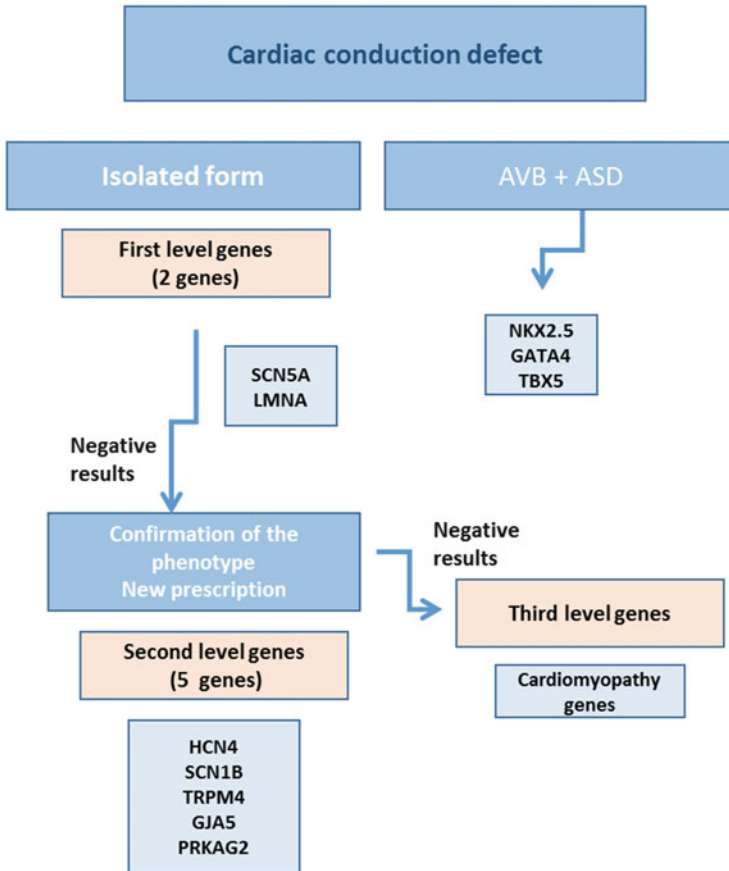 Cardiac conduction defect
Isolated form
AVB + ASD
First level genes
(2 genes)
NKX2.5
GATA4
TBX5
SCN5A
LMNA
Negative
results
Confirmation of the
phenotype
New prescription
Negative
results
Third level genes
Second level genes
(5 genes)
Cardiomyopathy
genes
HCN4
SCN1B
TRPM4
GJA5
PRKAG2